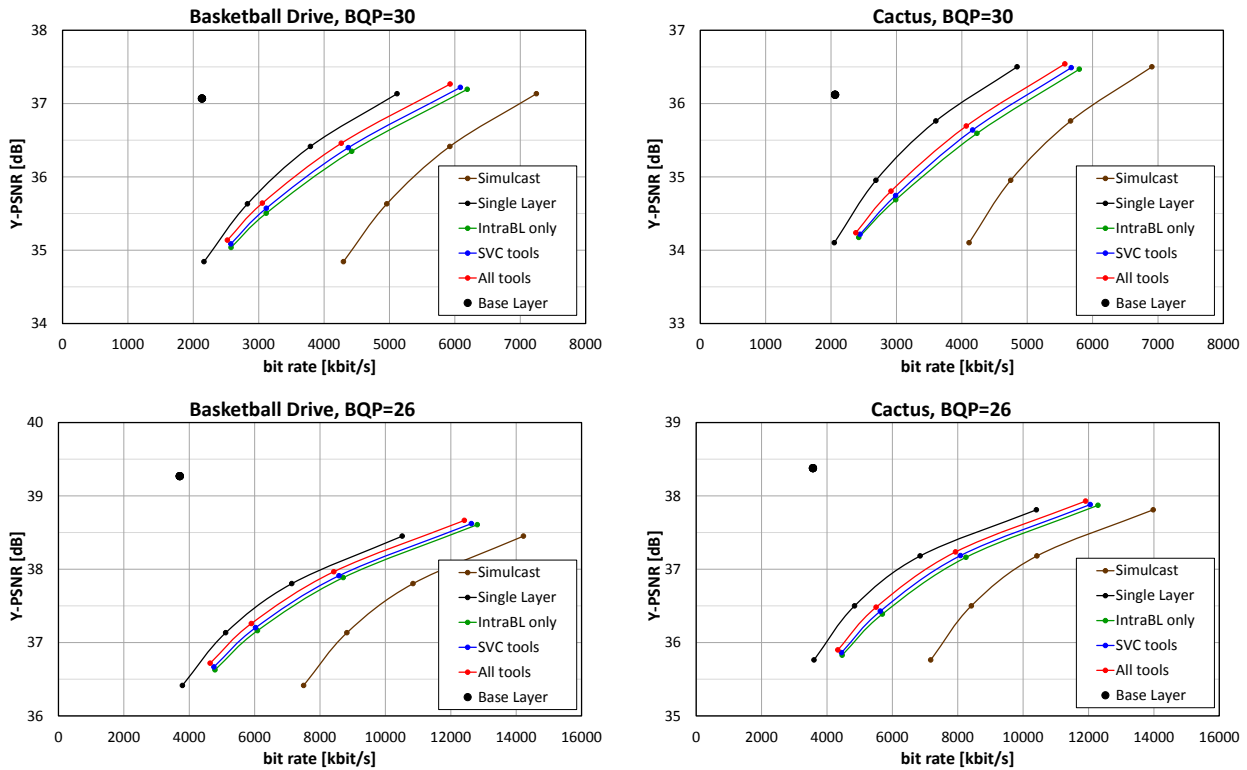 Basketball Drive, BQP=30
38
37
36
35
34
Y-PSNR [dB]
Simulcast
Single Layer
IntraBL only
SVC tools
All tools
Base Layer
0 1000 2000 3000 4000 5000 6000 7000 8000
bit rate [kbit/s]
Cactus, BQP=30
37
36
35
34
33
Y-PSNR [dB]
Simulcast
Single Layer
IntraBL only
SVC tools
All tools
Base Layer
0 1000 2000 3000 4000 5000 6000 7000 8000
bit rate [kbit/s]
Basketball Drive, BQP=26
40
39
38
37
36
Y-PSNR [dB]
Simulcast
Single Layer
IntraBL only
SVC tools
All tools
Base Layer
0 2000 4000 6000 8000 10000 12000 14000 16000
bit rate [kbit/s]
Cactus, BQP=26
39
38
37
36
35
Y-PSNR [dB]
Simulcast
Single Layer
IntraBL only
SVC tools
All tools
Base Layer
0 2000 4000 6000 8000 10000 12000 14000 16000
bit rate [kbit/s]